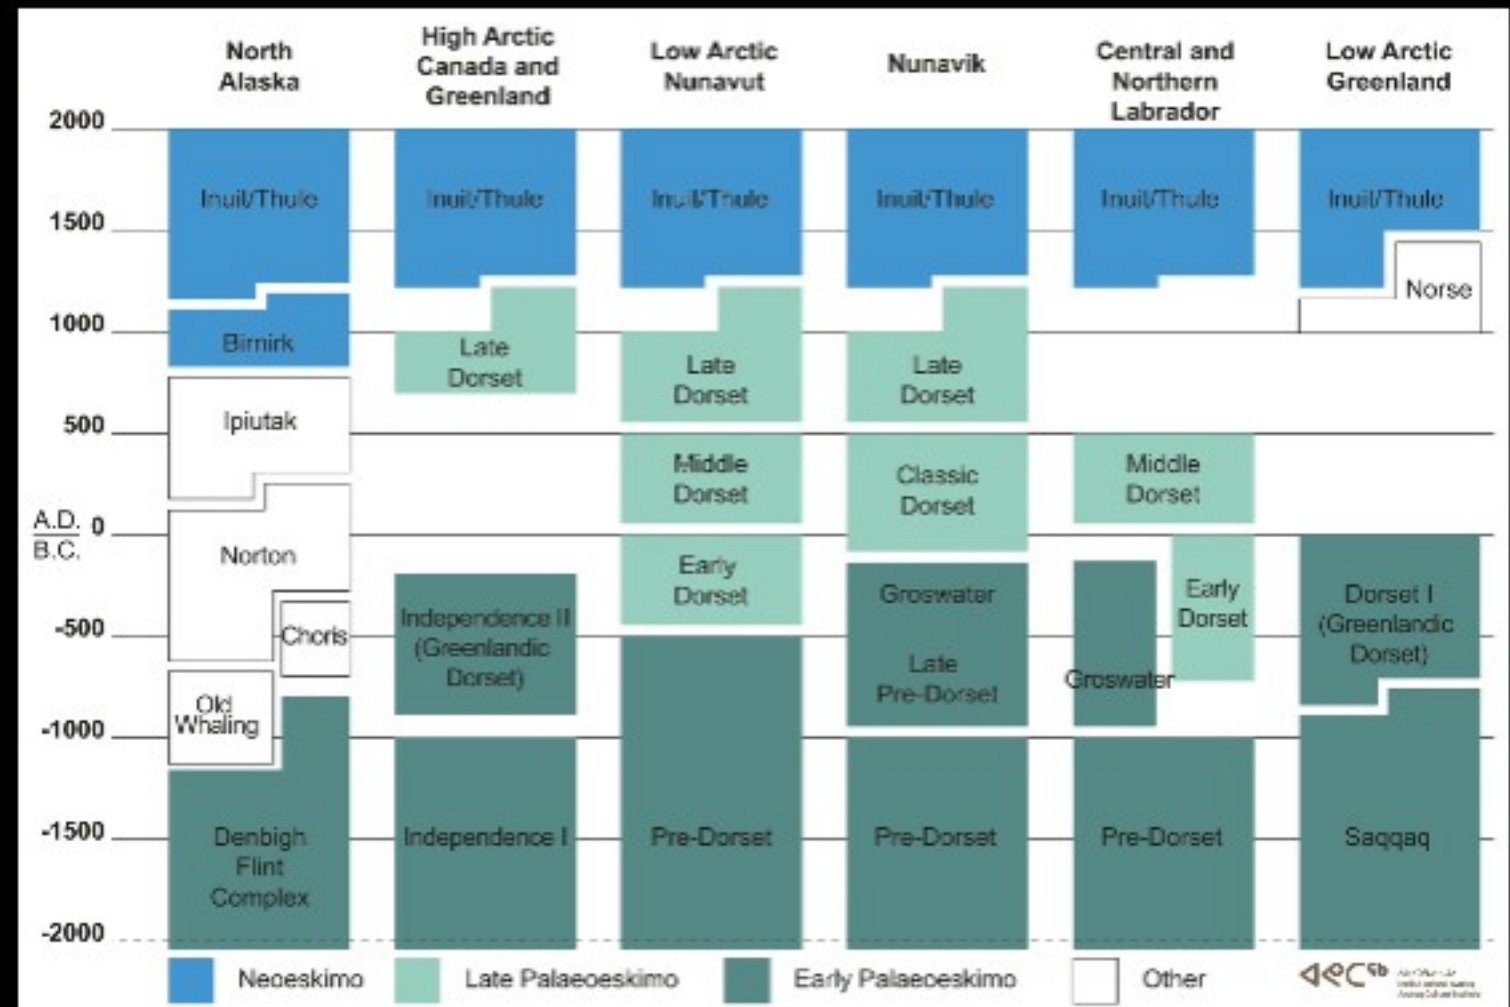 North
Alaska
High Arctic
Canada and
Greenland
Low Arctic
Nunavut
Nunavik
Central and
Northern
Labrador
Low Arctic
Greenland
2000
1500
1000
500
A.D.
0
B.C.
-500
-1000
-1500
-2000
Inuit/Thule
Birnirk
Ipiutak
Norton
Choris
Old
Whaling
Denbigh
Flint
Complex
Inuit/Thule
Late
Dorset
Independence II
(Greenlandic
Dorset)
Independence I
Inuit/Thule
Late
Dorset
Middle
Dorset
Early
Dorset
Pre-Dorset
Inuit/Thule
Late
Dorset
Classic
Dorset
Groswater
Late
Pre-Dorset
Pre-Dorset
Inuit/Thule
Middle
Dorset
Early
Dorset
Groswater
Pre-Dorset
Inuit/Thule
Norse
Dorset I
(Greenlandic
Dorset)
Saqqaq
Neoeskimo
Late Palaeoeskimo
Early Palaeoeskimo
Other
ᐊᕙᑕᖅ